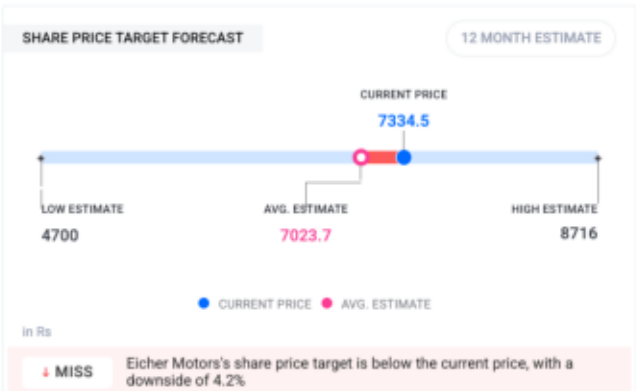 SHARE PRICE TARGET FORECAST
12 MONTH ESTIMATE
CURRENT PRICE
7334.5
LOW ESTIMATE
AVG. ESTIMATE
HIGH ESTIMATE
4700
7023.7
8716
CURRENT PRICE
AVG. ESTIMATE
in Rs
↓ MISS
Eicher Motors's share price target is below the current price, with a
downside of 4.2%